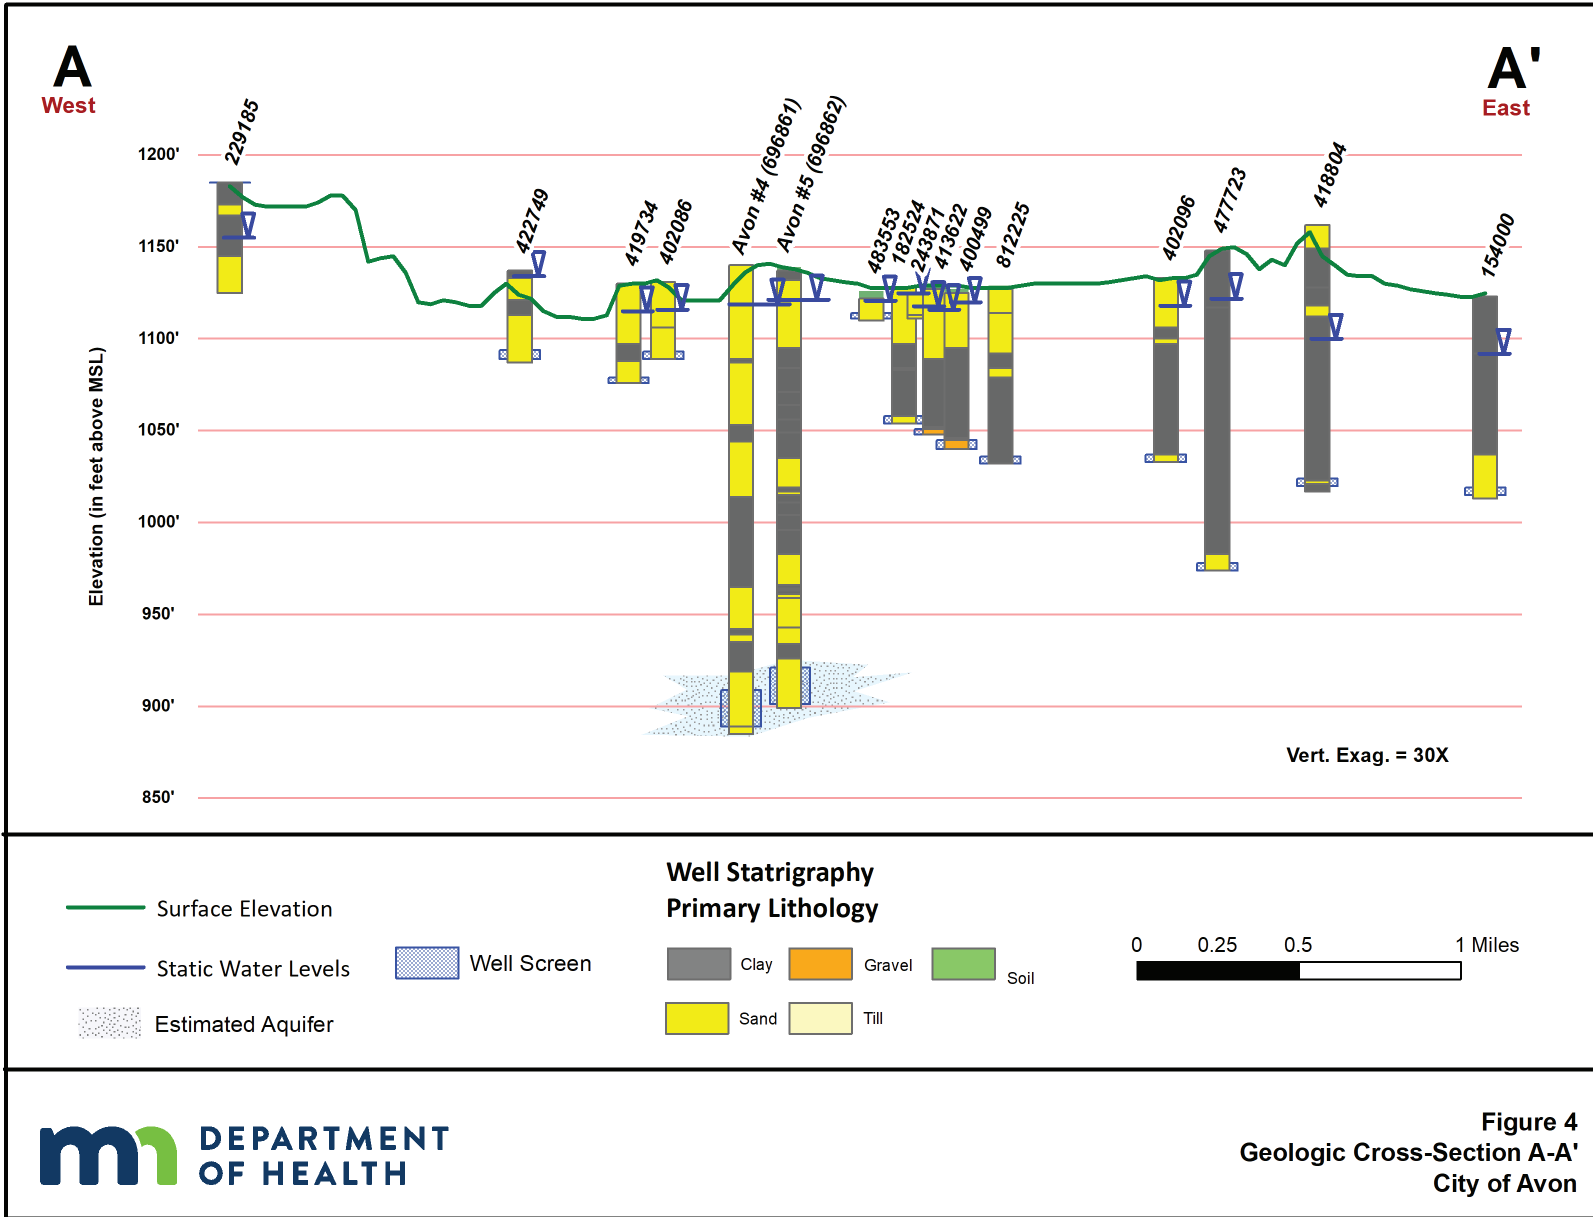 A
West
A'
East
229185
422749
419734
402086
Avon #4 (696861)
Avon #5 (696862)
483553
182524
243871
413622
400499
812225
402096
477723
418804
154000
1200'
1150'
1100'
1050'
1000'
950'
900'
850'
Elevation (in feet above MSL)
Vert. Exag. = 30X
Surface Elevation
Static Water Levels
Estimated Aquifer
Well Screen
Well Statrigraphy
Primary Lithology
Clay
Gravel
Soil
Sand
Till
0 0.25 0.5 1 Miles
mn
DEPARTMENT
OF HEALTH
Figure 4
Geologic Cross-Section A-A'
City of Avon